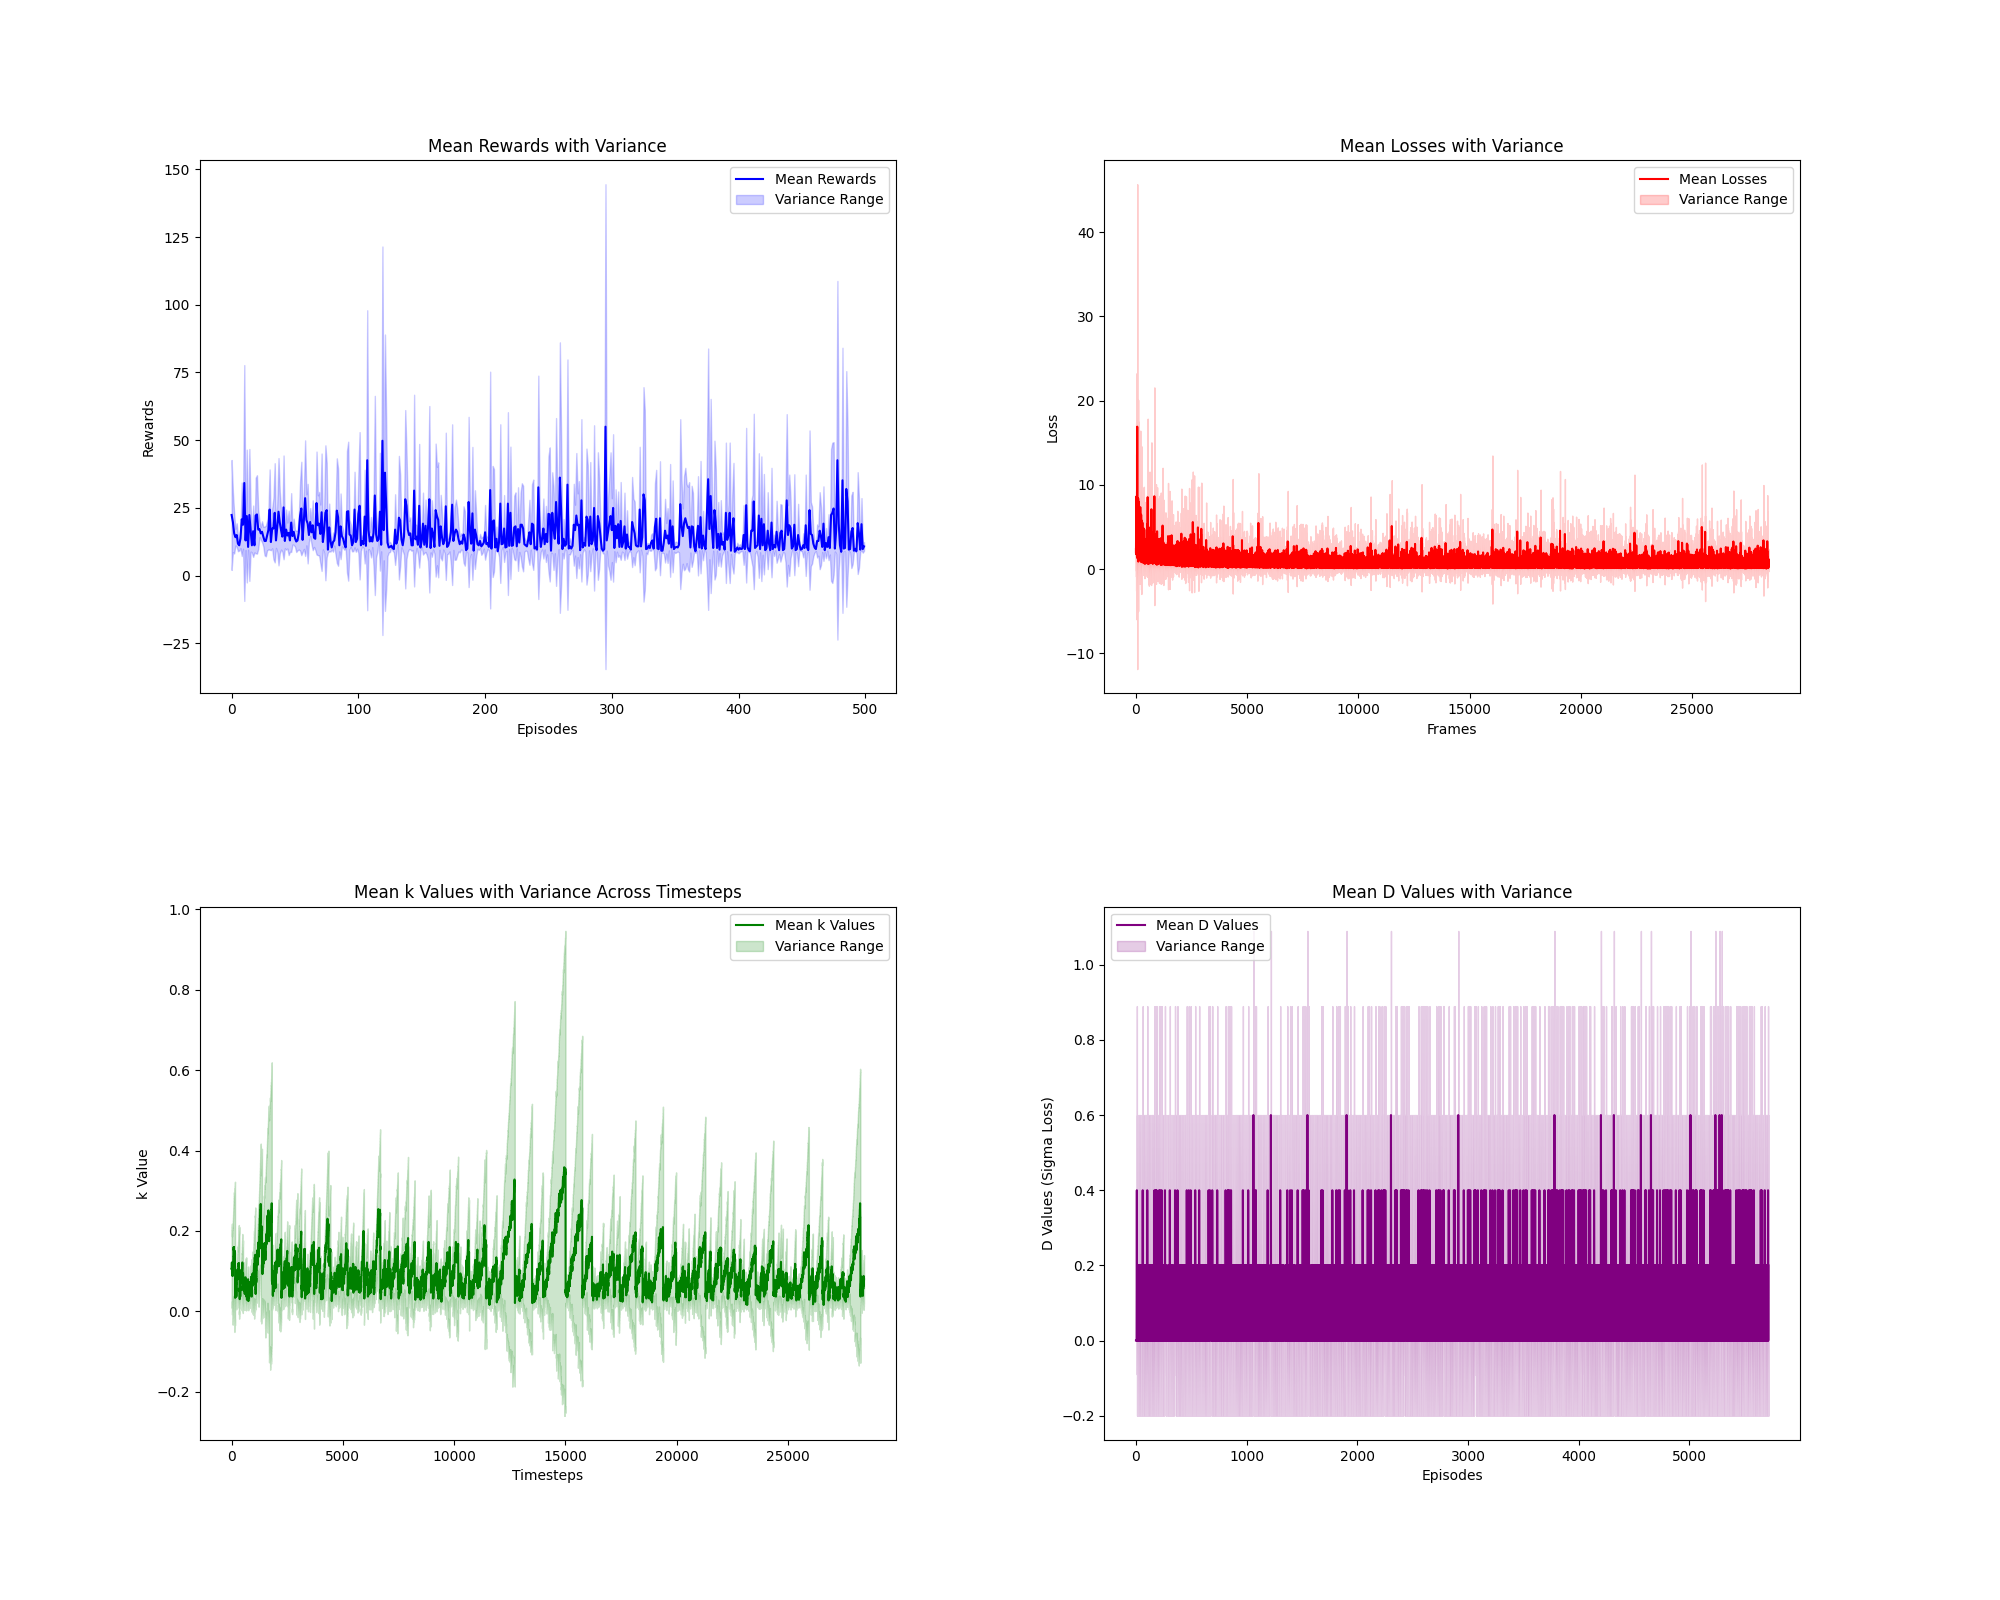 Mean Rewards with Variance
Mean Rewards
Variance Range
150
125
100
75
50
25
0
−25
Rewards
0 100 200 300 400 500
Episodes
Mean Losses with Variance
Mean Losses
Variance Range
40
30
20
10
0
−10
Loss
0 5000 10000 15000 20000 25000
Frames
Mean k Values with Variance Across Timesteps
Mean k Values
Variance Range
1.0
0.8
0.6
0.4
0.2
0.0
−0.2
k Value
0 5000 10000 15000 20000 25000
Timesteps
Mean D Values with Variance
Mean D Values
Variance Range
1.0
0.8
0.6
0.4
0.2
0.0
−0.2
D Values (Sigma Loss)
0 1000 2000 3000 4000 5000
Episodes